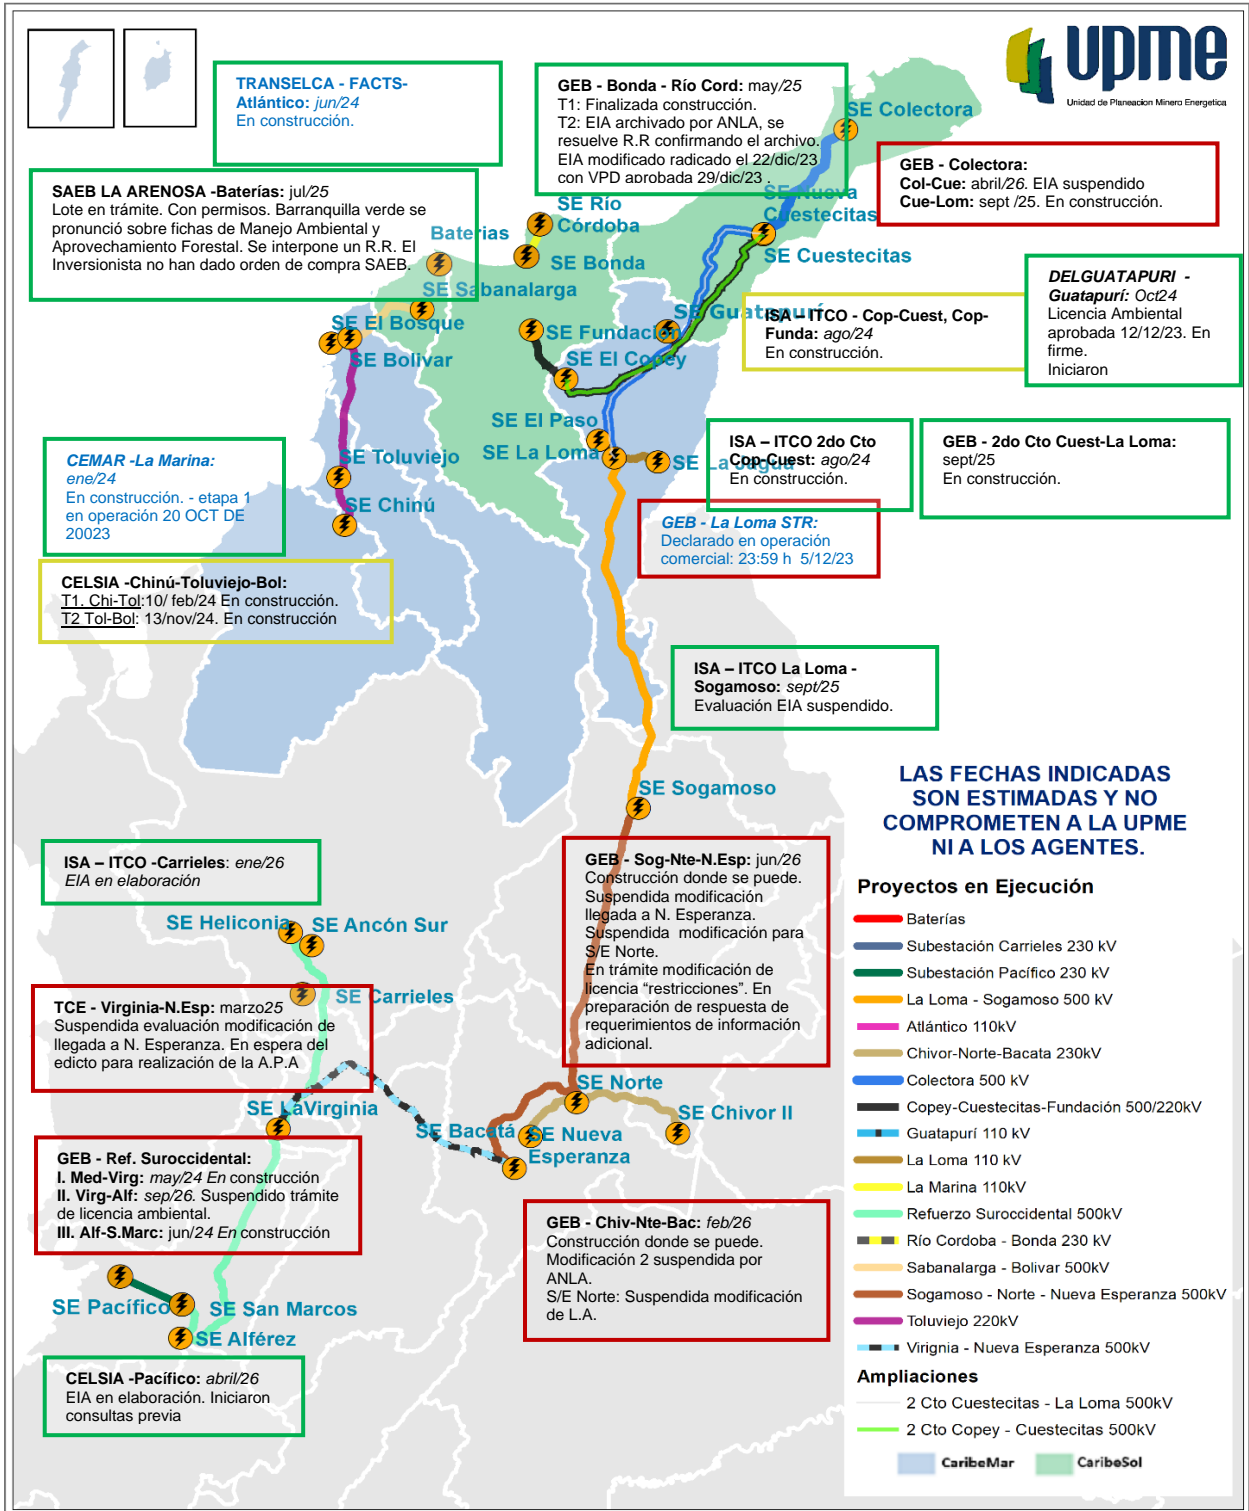 upme
Unidad de Planeacion Minero Energetica
TRANSELCA - FACTS-
Atlántico: jun/24
En construcción.
GEB - Bonda - Río Cord: may/25
T1: Finalizada construcción.
T2: EIA archivado por ANLA, se
resuelve R.R confirmando el archivo.
EIA modificado radicado el 22/dic/23
con VPD aprobada 29/dic/23 .
SE Colectora
GEB - Colectora:
Col-Cue: abril/26. EIA suspendido
Cue-Lom: sept /25. En construcción.
SAEB LA ARENOSA -Baterías: jul/25
Lote en trámite. Con permisos. Barranquilla verde se
pronunció sobre fichas de Manejo Ambiental y
Aprovechamiento Forestal. Se interpone un R.R. El
Inversionista no han dado orden de compra SAEB.
SE Río
Córdoba
Baterias
SE Bonda
SE Nueva
Cuestecitas
SE Cuestecitas
SE Sabanalarga
SE El Bosque
SE Bolivar
SE Fundación
SE Guatapurí
SE El Copey
ISA – ITCO - Cop-Cuest, Cop-
Funda: ago/24
En construcción.
DELGUATAPURI -
Guatapurí: Oct24
Licencia Ambiental
aprobada 12/12/23. En
firme.
Iniciaron
SE El Paso
SE La Loma
SE La Jagua
ISA – ITCO 2do Cto
Cop-Cuest: ago/24
En construcción.
GEB - 2do Cto Cuest-La Loma:
sept/25
En construcción.
CEMAR -La Marina:
ene/24
En construcción. - etapa 1
en operación 20 OCT DE
20023
SE Toluviejo
SE Chinú
GEB - La Loma STR:
Declarado en operación
comercial: 23:59 h  5/12/23
CELSIA -Chinú-Toluviejo-Bol:
T1. Chi-Tol:10/ feb/24 En construcción.
T2 Tol-Bol: 13/nov/24. En construcción
ISA – ITCO La Loma -
Sogamoso: sept/25
Evaluación EIA suspendido.
SE Sogamoso
LAS FECHAS INDICADAS
SON ESTIMADAS Y NO
COMPROMETEN A LA UPME
NI A LOS AGENTES.
ISA – ITCO -Carrieles: ene/26
EIA en elaboración
GEB - Sog-Nte-N.Esp: jun/26
Construcción donde se puede.
Suspendida modificación
llegada a N. Esperanza.
Suspendida  modificación para
S/E Norte.
En trámite modificación de
licencia “restricciones”. En
preparación de respuesta de
requerimientos de información
adicional.
SE Heliconia
SE Ancón Sur
SE Carrieles
TCE - Virginia-N.Esp: marzo25
Suspendida evaluación modificación de
llegada a N. Esperanza. En espera del
edicto para realización de la A.P.A
SE LaVirginia
SE Norte
SE Chivor II
SE Bacatá
SE Nueva
Esperanza
GEB - Ref. Suroccidental:
I. Med-Virg: may/24 En construcción
II. Virg-Alf: sep/26. Suspendido trámite
de licencia ambiental.
III. Alf-S.Marc: jun/24 En construcción
GEB - Chiv-Nte-Bac: feb/26
Construcción donde se puede.
Modificación 2 suspendida por
ANLA.
S/E Norte: Suspendida modificación
de L.A.
SE Pacífico
SE San Marcos
SE Alférez
CELSIA -Pacífico: abril/26
EIA en elaboración. Iniciaron
consultas previa
Proyectos en Ejecución
Baterías
Subestación Carrieles 230 kV
Subestación Pacífico 230 kV
La Loma - Sogamoso 500 kV
Atlántico 110kV
Chivor-Norte-Bacata 230kV
Colectora 500 kV
Copey-Cuestecitas-Fundación 500/220kV
Guatapurí 110 kV
La Loma 110 kV
La Marina 110kV
Refuerzo Suroccidental 500kV
Río Cordoba - Bonda 230 kV
Sabanalarga - Bolivar 500kV
Sogamoso - Norte - Nueva Esperanza 500kV
Toluviejo 220kV
Virignia - Nueva Esperanza 500kV
Ampliaciones
2 Cto Cuestecitas - La Loma 500kV
2 Cto Copey - Cuestecitas 500kV
CaribeMar
CaribeSol